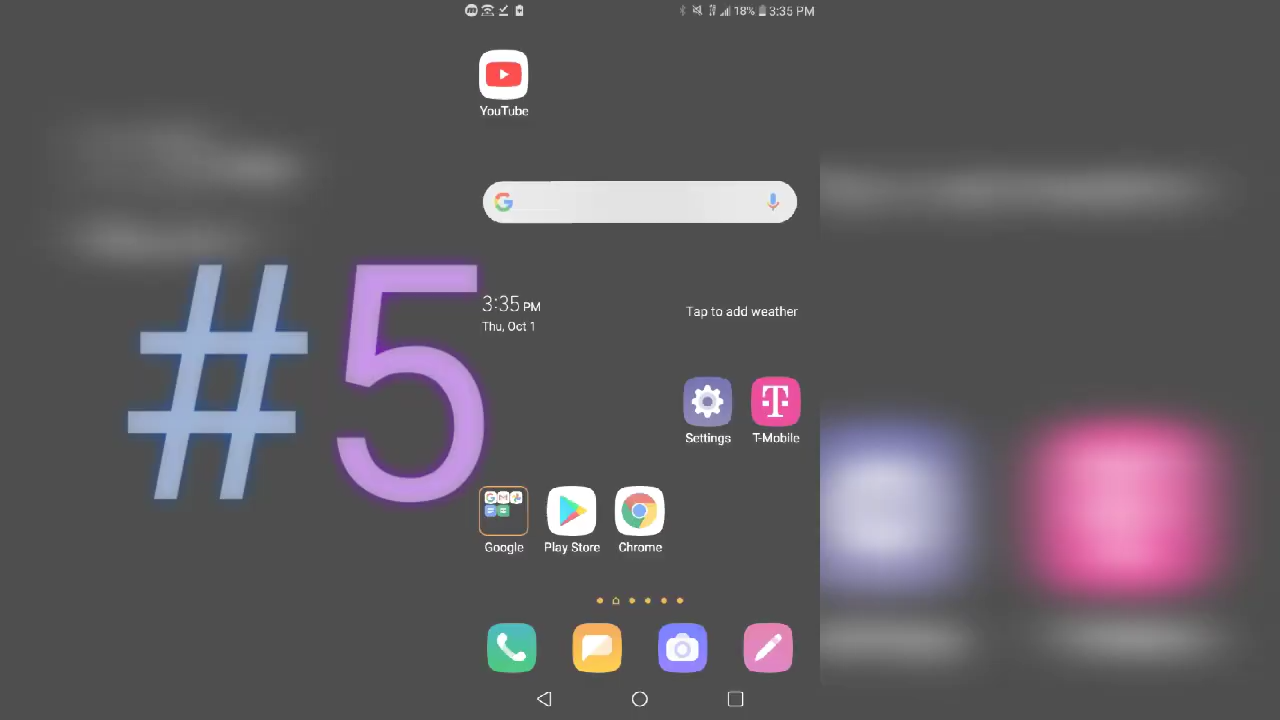 18% 3:35 PM
YouTube
#5
3:35 PM
Thu, Oct 1
Tap to add weather
Settings
T-Mobile
Google
Play Store
Chrome